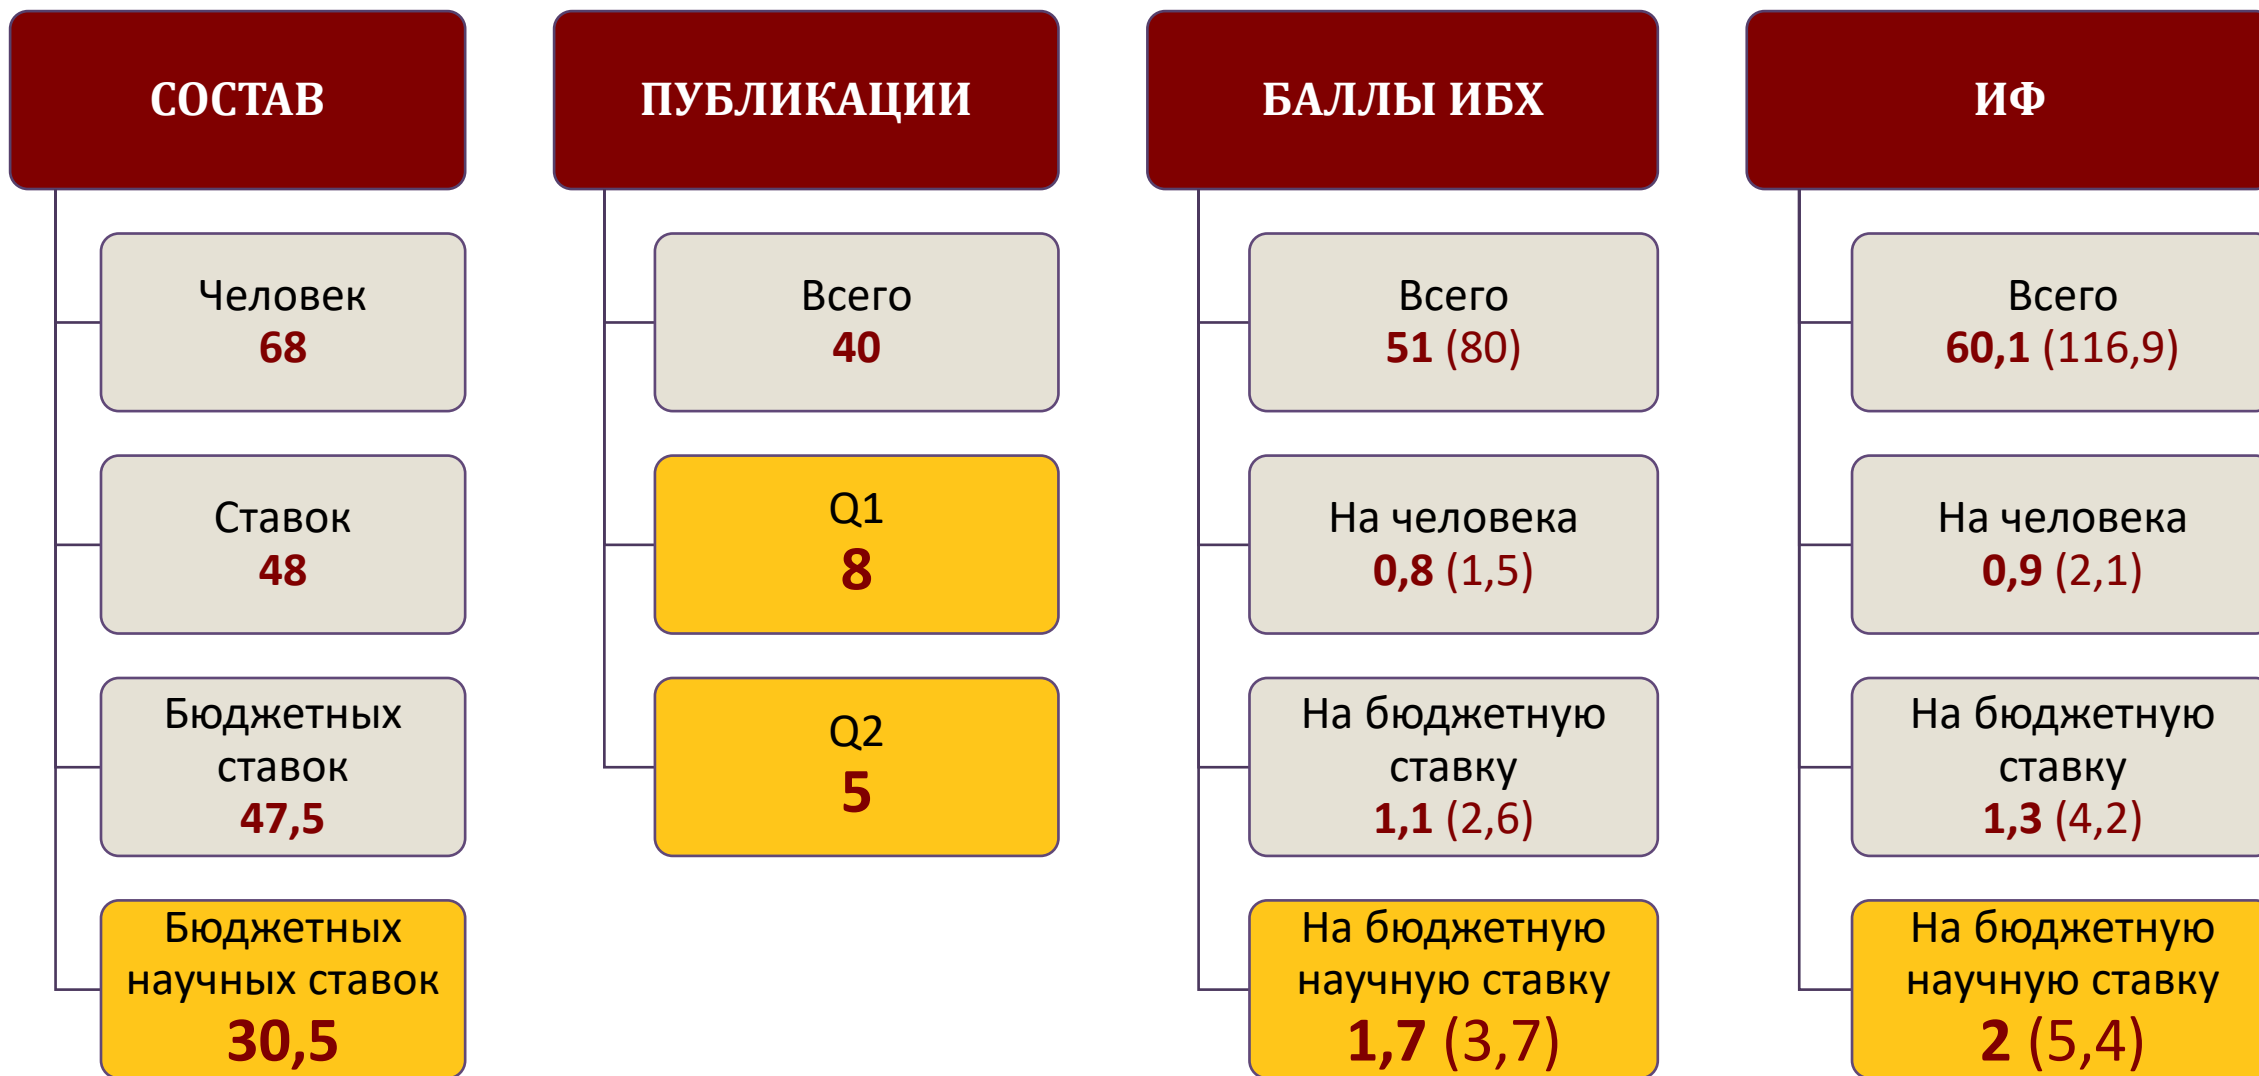 СОСТАВ
Человек
68
Ставок
48
Бюджетных
ставок
47,5
Бюджетных
научных ставок
30,5
ПУБЛИКАЦИИ
Всего
40
Q1
8
Q2
5
БАЛЛЫ ИБХ
Всего
51 (80)
На человека
0,8 (1,5)
На бюджетную
ставку
1,1 (2,6)
На бюджетную
научную ставку
1,7 (3,7)
ИФ
Всего
60,1 (116,9)
На человека
0,9 (2,1)
На бюджетную
ставку
1,3 (4,2)
На бюджетную
научную ставку
2 (5,4)